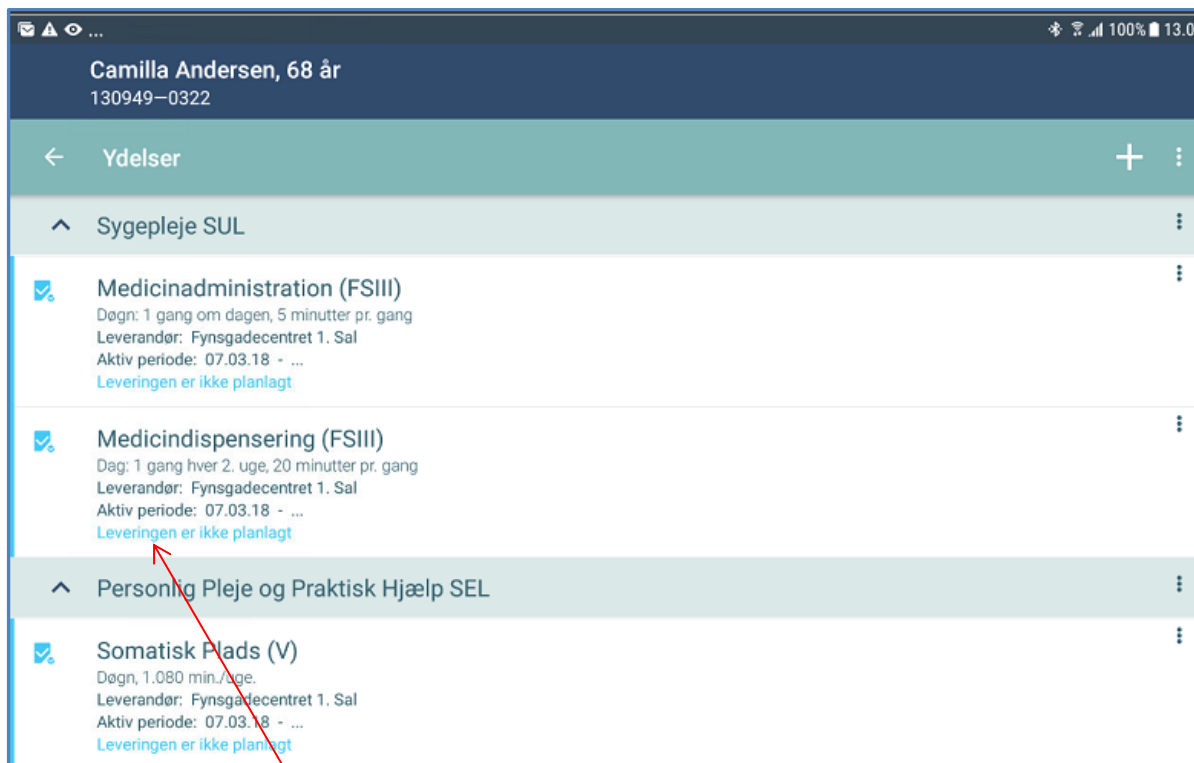 ... 100% 13.0
Camilla Andersen, 68 år
130949—0322
Ydelser
Sygepleje SUL
Medicinadministration (FSIII)
Døgn: 1 gang om dagen, 5 minutter pr. gang
Leverandør: Fynsgadecentret 1. Sal
Aktiv periode: 07.03.18 - ...
Leveringen er ikke planlagt
Medicindispensering (FSIII)
Dag: 1 gang hver 2. uge, 20 minutter pr. gang
Leverandør: Fynsgadecentret 1. Sal
Aktiv periode: 07.03.18 - ...
Leveringen er ikke planlagt
Personlig Pleje og Praktisk Hjælp SEL
Somatisk Plads (V)
Døgn, 1.080 min./uge.
Leverandør: Fynsgadecentret 1. Sal
Aktiv periode: 07.03.18 - ...
Leveringen er ikke planlagt